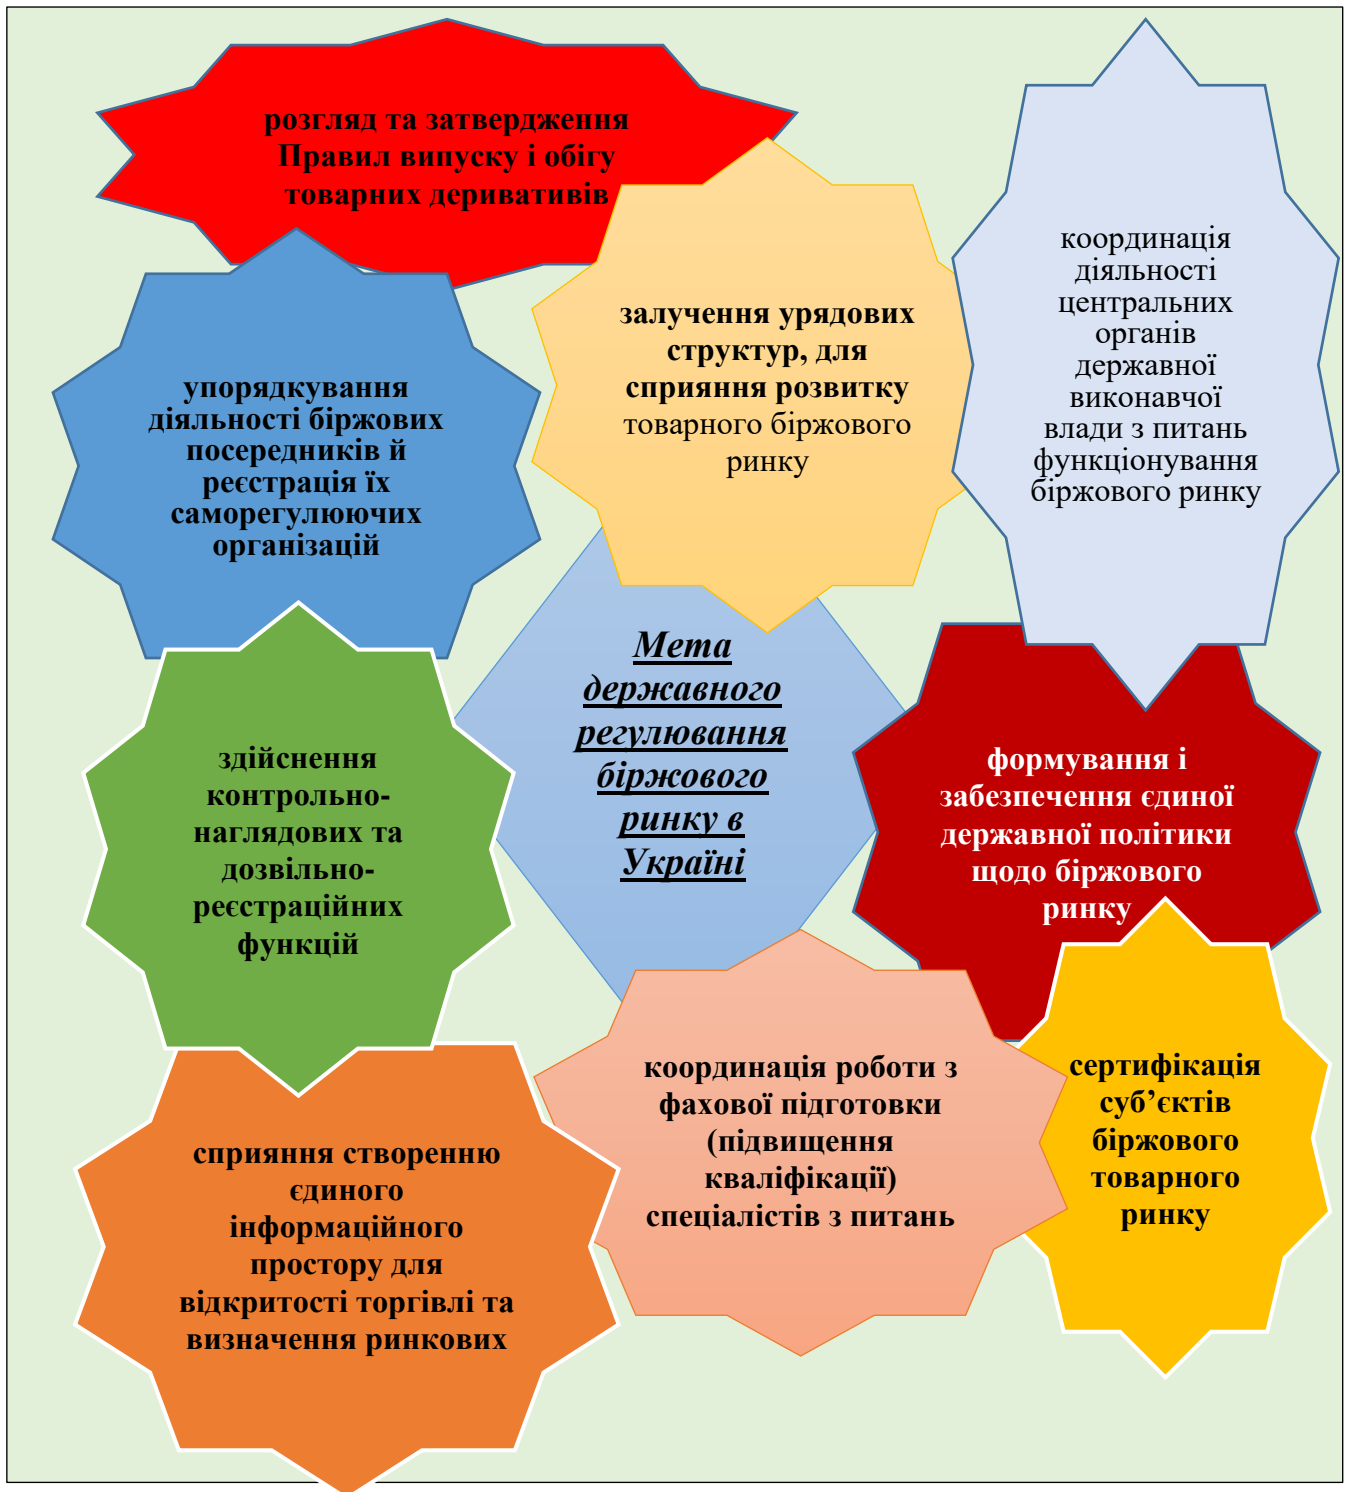 розгляд та затвердження
Правил випуску і обігу
товарних деривативів
залучення урядових
структур, для
сприяння розвитку
товарного біржового
ринку
координація
діяльності
центральних
органів
державної
виконавчої
влади з питань
функціонування
біржового ринку
упорядкування
діяльності біржових
посередників й
реєстрація їх
саморегулюючих
організацій
Мета
державного
регулювання
біржового
ринку в
Україні
здійснення
контрольно-
наглядових та
дозвільно-
реєстраційних
функцій
формування і
забезпечення єдиної
державної політики
щодо біржового
ринку
сприяння створенню
єдиного
інформаційного
простору для
відкритості торгівлі та
визначення ринкових
координація роботи з
фахової підготовки
(підвищення
кваліфікації)
спеціалістів з питань
сертифікація
суб’єктів
біржового
товарного
ринку